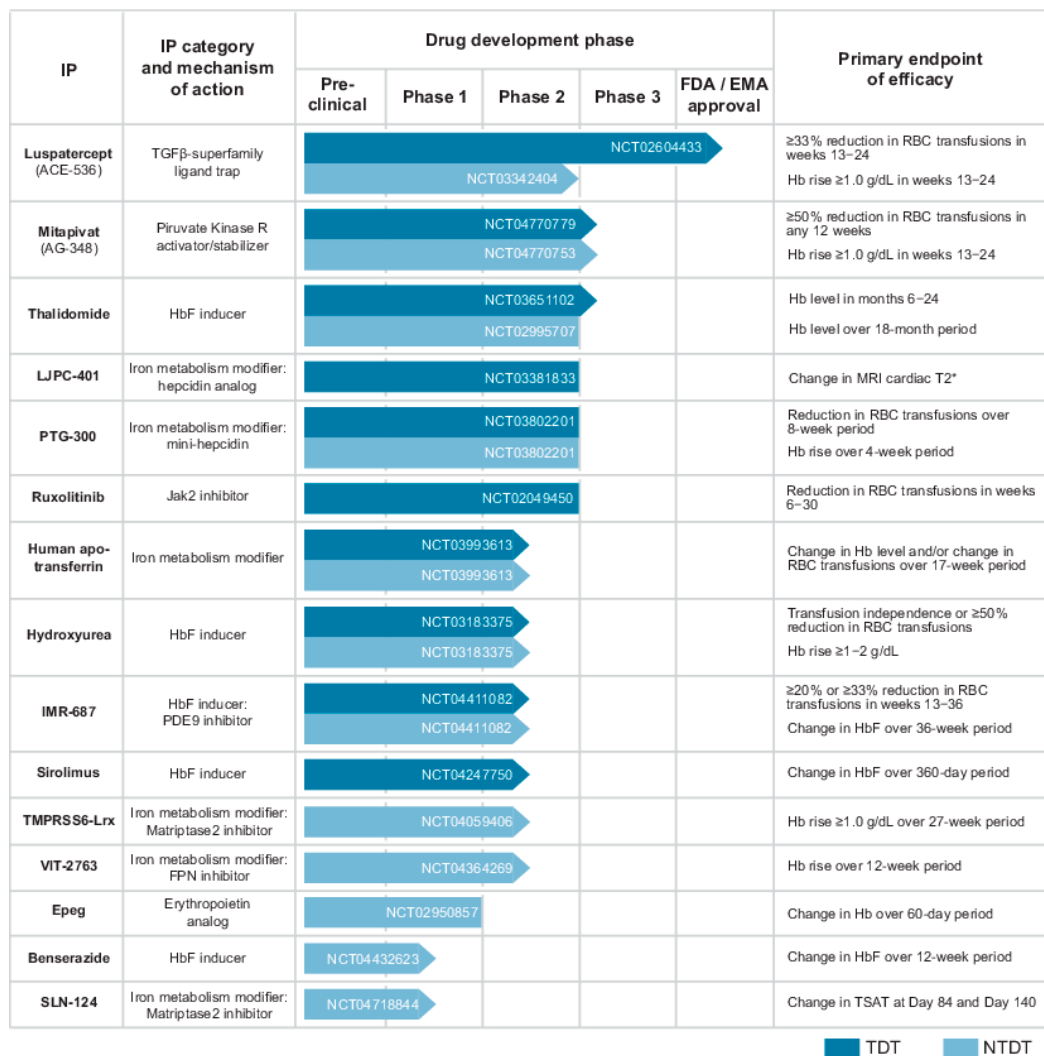 IP
IP category
and mechanism
of action
Drug development phase
Pre-
clinical
Phase 1
Phase 2
Phase 3
FDA / EMA
approval
Primary endpoint
of efficacy
Luspatercept
(ACE-536)
TGFβ-superfamily
ligand trap
NCT02604433
NCT03342404
≥33% reduction in RBC transfusions in
weeks 13−24
Hb rise ≥1.0 g/dL in weeks 13−24
Mitapivat
(AG-348)
Piruvate Kinase R
activator/stabilizer
NCT04770779
NCT04770753
≥50% reduction in RBC transfusions in
any 12 weeks
Hb rise ≥1.0 g/dL in weeks 13−24
Thalidomide
HbF inducer
NCT03651102
NCT02995707
Hb level in months 6−24
Hb level over 18-month period
LJPC-401
Iron metabolism modifier:
hepcidin analog
NCT03381833
Change in MRI cardiac T2*
PTG-300
Iron metabolism modifier:
mini-hepcidin
NCT03802201
NCT03802201
Reduction in RBC transfusions over
8-week period
Hb rise over 4-week period
Ruxolitinib
Jak2 inhibitor
NCT02049450
Reduction in RBC transfusions in weeks
6−30
Human apo-
transferrin
Iron metabolism modifier
NCT03993613
NCT03993613
Change in Hb level and/or change in
RBC transfusions over 17-week period
Hydroxyurea
HbF inducer
NCT03183375
NCT03183375
Transfusion independence or ≥50%
reduction in RBC transfusions
Hb rise ≥1−2 g/dL
IMR-687
HbF inducer:
PDE9 inhibitor
NCT04411082
NCT04411082
≥20% or ≥33% reduction in RBC
transfusions in weeks 13−36
Change in HbF over 36-week period
Sirolimus
HbF inducer
NCT04247750
Change in HbF over 360-day period
TMPRSS6-Lrx
Iron metabolism modifier:
Matriptase2 inhibitor
NCT04059406
Hb rise ≥1.0 g/dL over 27-week period
VIT-2763
Iron metabolism modifier:
FPN inhibitor
NCT04364269
Hb rise over 12-week period
Epeg
Erythropoietin
analog
NCT02950857
Change in Hb over 60-day period
Benserazide
HbF inducer
NCT04432623
Change in HbF over 12-week period
SLN-124
Iron metabolism modifier:
Matriptase2 inhibitor
NCT04718844
Change in TSAT at Day 84 and Day 140
TDT
NTDT